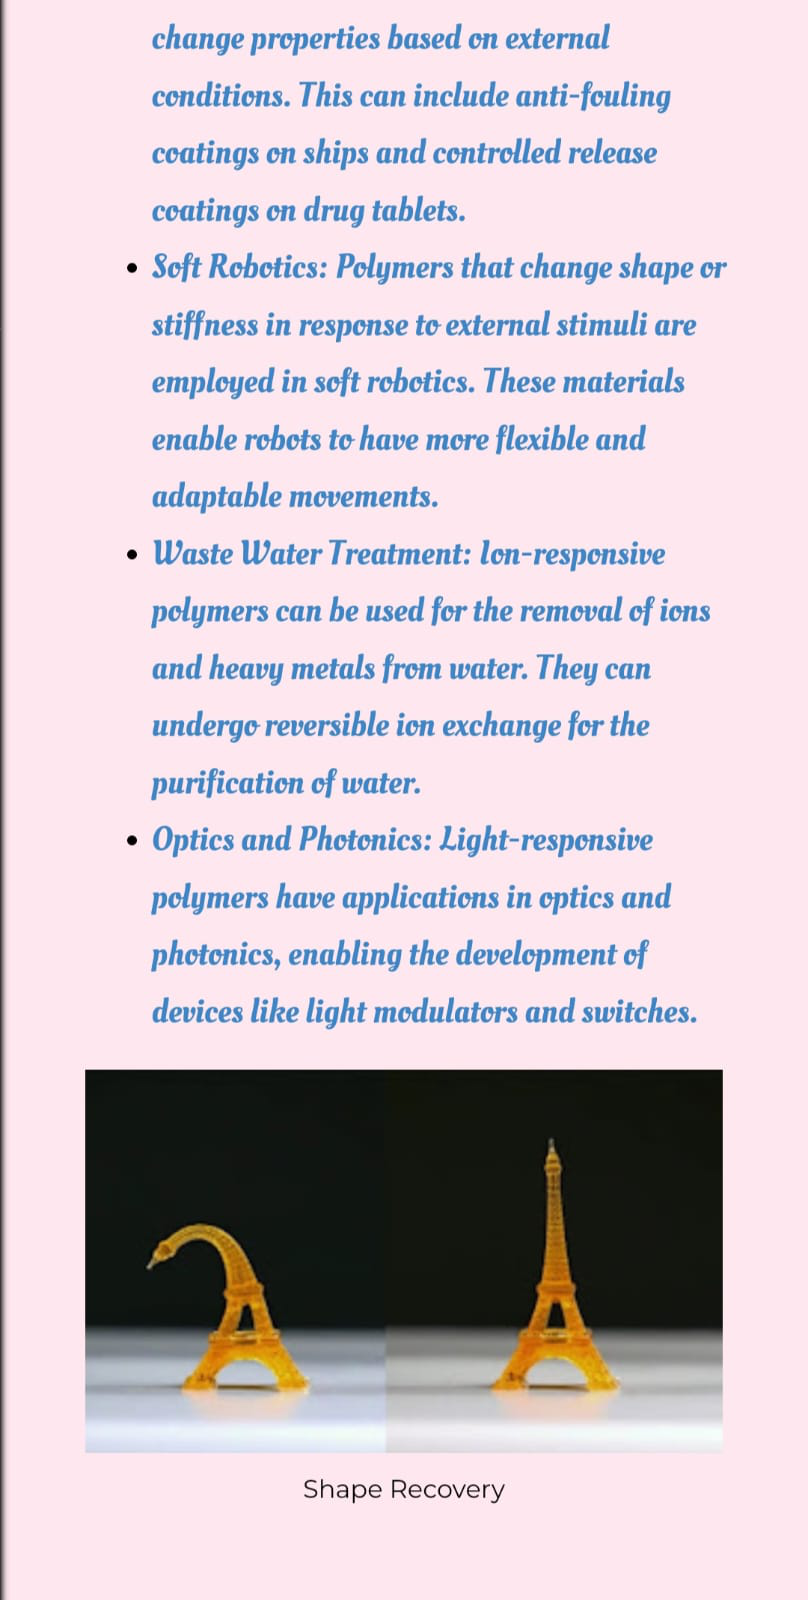 change properties based on external
conditions. This can include anti-fouling
coatings on ships and controlled release
coatings on drug tablets.
• Soft Robotics: Polymers that change shape or
stiffness in response to external stimuli are
employed in soft robotics. These materials
enable robots to have more flexible and
adaptable movements.
• Waste Water Treatment: Ion-responsive
polymers can be used for the removal of ions
and heavy metals from water. They can
undergo reversible ion exchange for the
purification of water.
• Optics and Photonics: Light-responsive
polymers have applications in optics and
photonics, enabling the development of
devices like light modulators and switches.
Shape Recovery